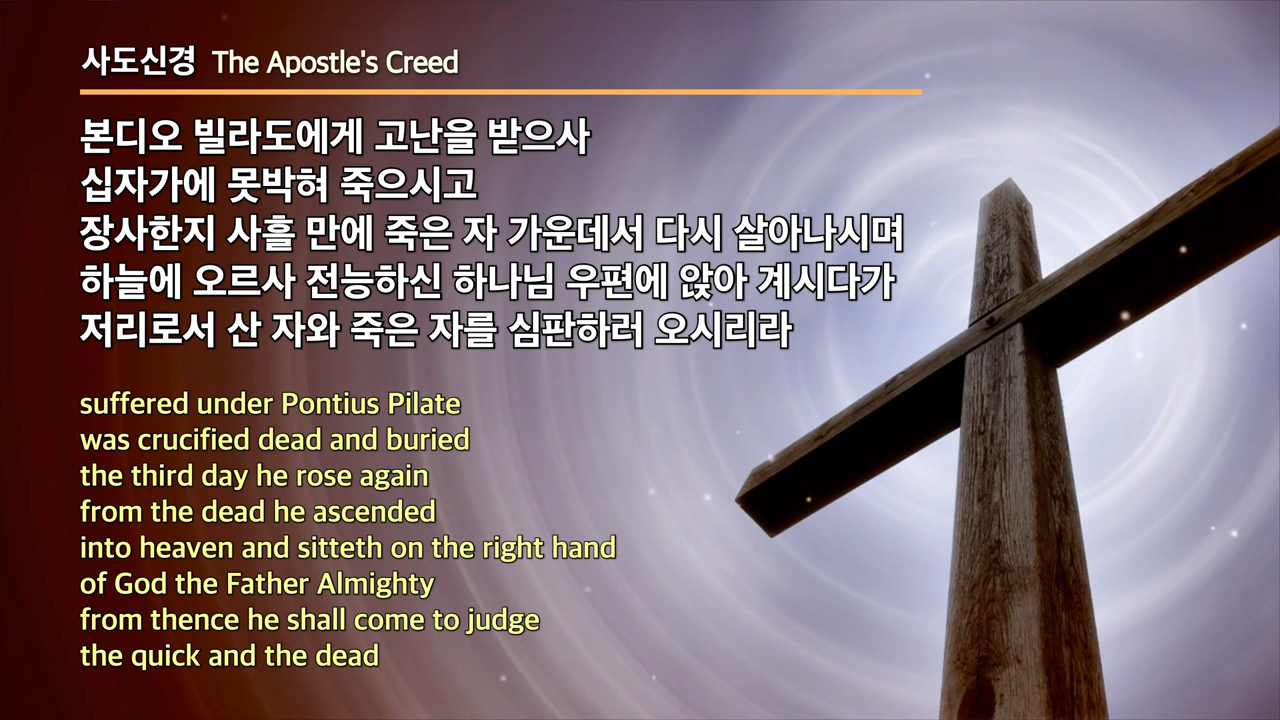 사도신경 The Apostle's Creed
본디오 빌라도에게 고난을 받으사
십자가에 못박혀 죽으시고
장사한지 사흘 만에 죽은 자 가운데서 다시 살아나시며
하늘에 오르사 전능하신 하나님 우편에 앉아 계시다가
저리로서 산 자와 죽은 자를 심판하러 오시리라
suffered under Pontius Pilate
was crucified dead and buried
the third day he rose again
from the dead he ascended
into heaven and sitteth on the right hand
of God the Father Almighty
from thence he shall come to judge
the quick and the dead